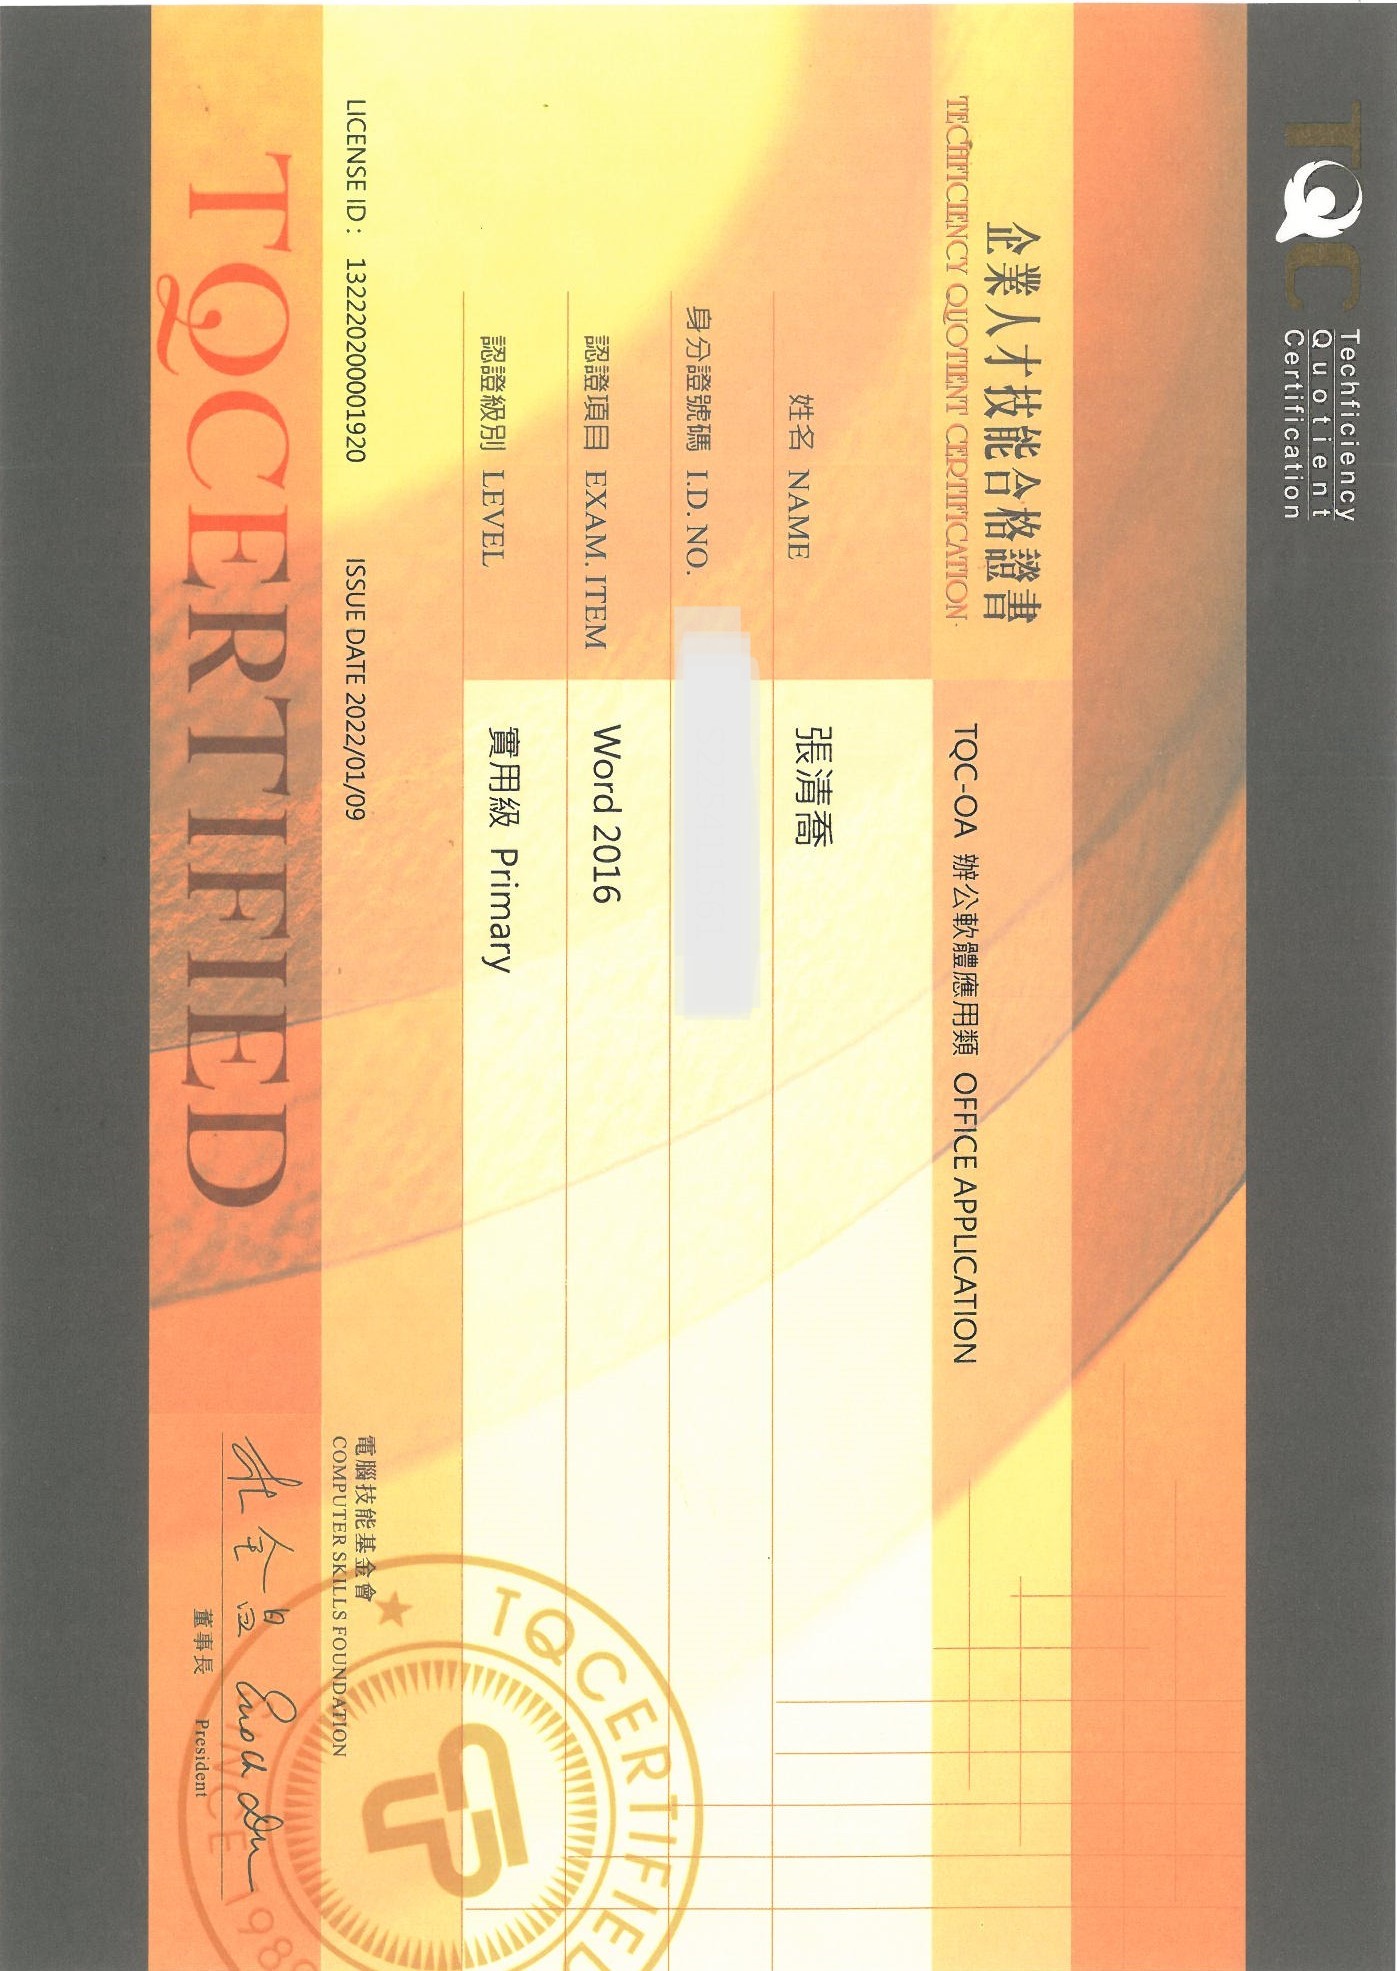 TQC
Techficiency
Quotient
Certification
企業人才技能合格證書
TECHFICIENCY QUOTIENT CERTIFICATION
TQC-OA 辦公軟體應用類 OFFICE APPLICATION
姓名 NAME 張清喬
身分證號碼 I.D. NO.
認證項目 EXAM. ITEM Word 2016
認證級別 LEVEL 實用級 Primary
LICENSE ID : 132220200001920 ISSUE DATE 2022/01/09
電腦技能基金會
COMPUTER SKILLS FOUNDATION
TQCERTIFIED
杜全昌 Enoch Du
董事長 President
TQCERTIFIED
SINCE 1989